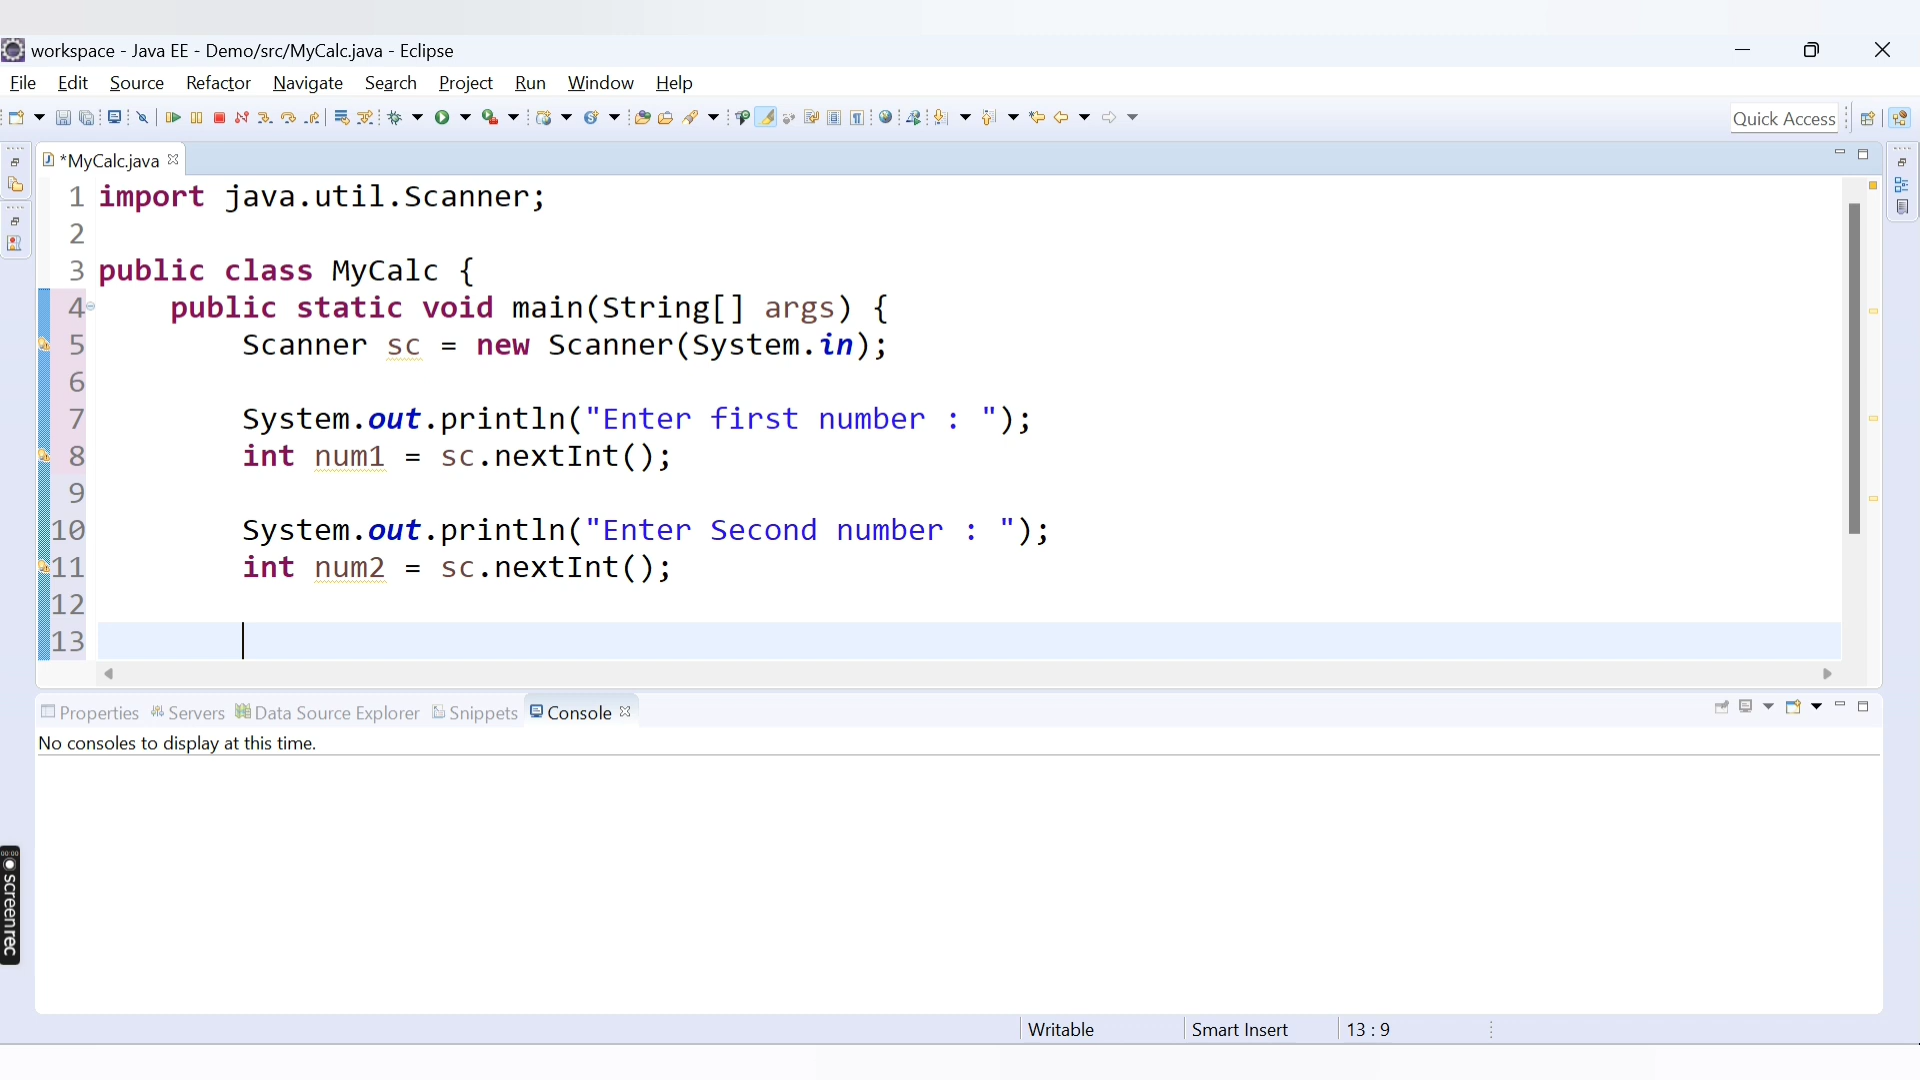 workspace - Java EE - Demo/src/MyCalc.java - Eclipse
File Edit Source Refactor Navigate Search Project Run Window Help
Quick Access
*MyCalc.java
1 import java.util.Scanner;
2
3 public class MyCalc {
4 public static void main(String[] args) {
5 Scanner sc = new Scanner(System.in);
6
7 System.out.println("Enter first number : ");
8 int num1 = sc.nextInt();
9
10 System.out.println("Enter Second number : ");
11 int num2 = sc.nextInt();
12
13
Properties Servers Data Source Explorer Snippets Console
No consoles to display at this time.
00:00
screenrec
Writable Smart Insert 13 : 9